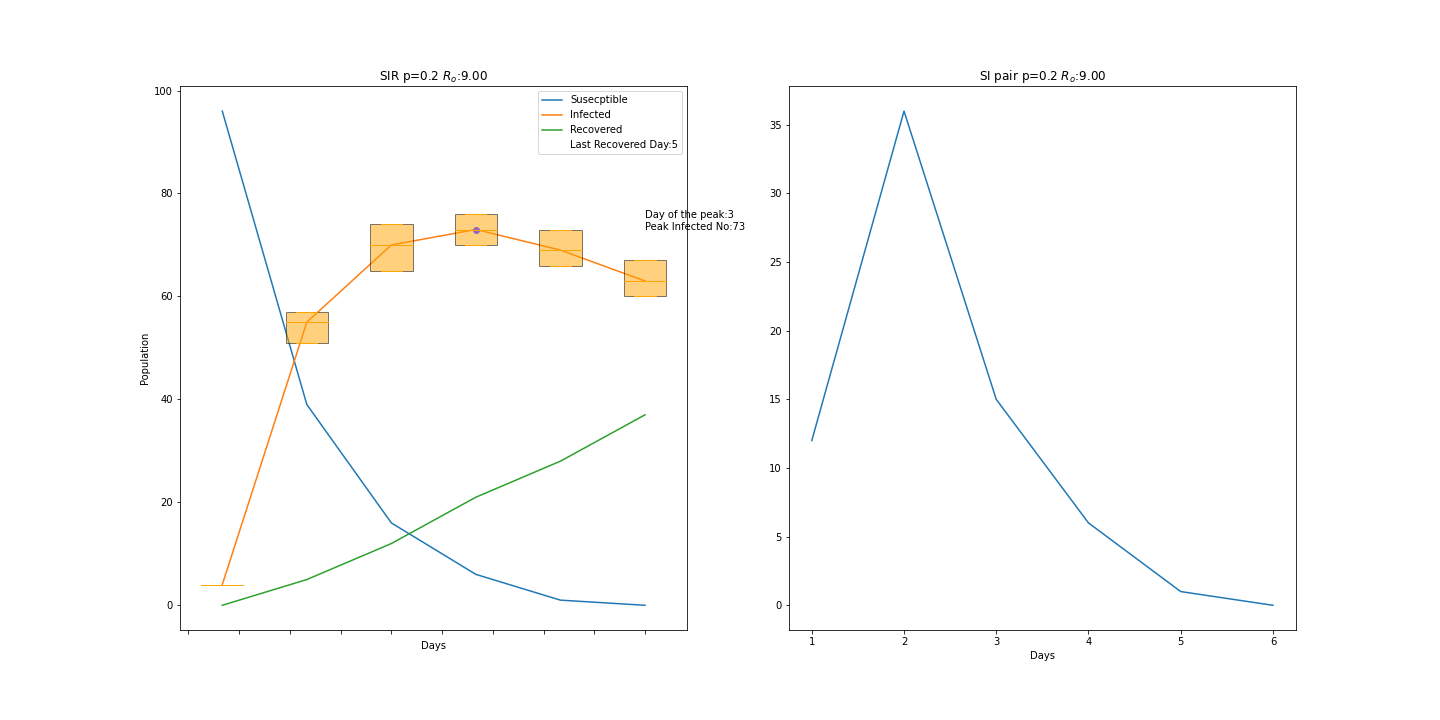 SIR p=0.2 Rₒ:9.00
100
80
60
40
20
0
Population
Days
Susecptible
Infected
Recovered
Last Recovered Day:5
Day of the peak:3
Peak Infected No:73
SI pair p=0.2 Rₒ:9.00
35
30
25
20
15
10
5
0
1 2 3 4 5 6
Days